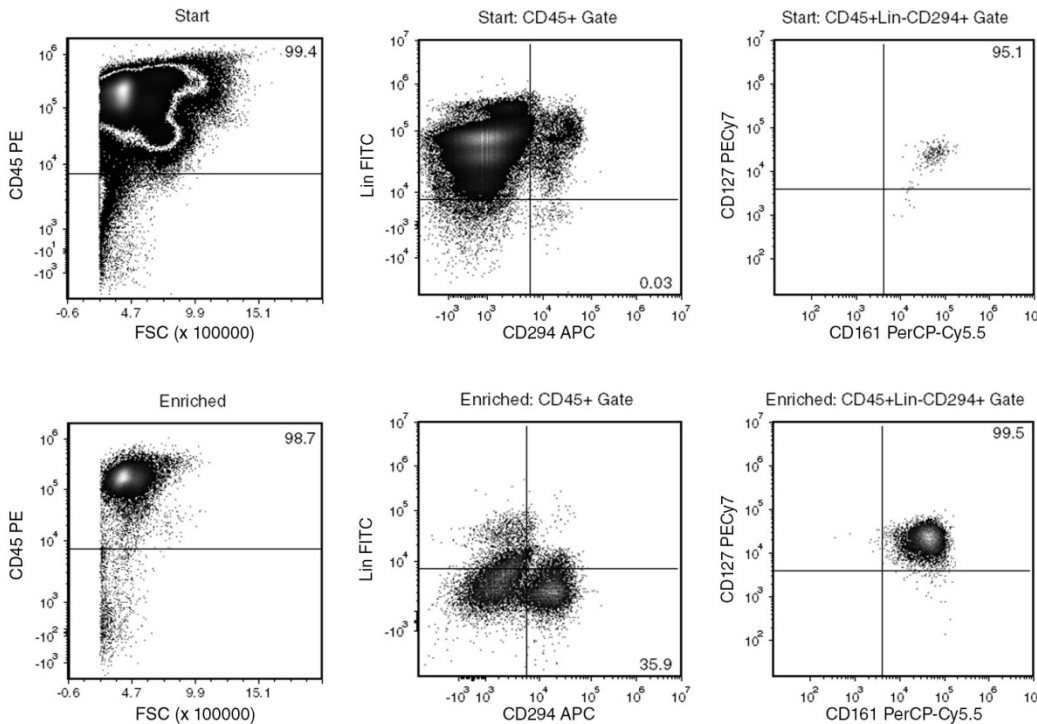 Start
CD45 PE
10⁶
10⁵
10⁴
10³
-10¹
-10³
99.4
-0.6 4.7 9.9 15.1
FSC (x 100000)
Start: CD45+ Gate
Lin FITC
10⁷
10⁶
10⁵
10⁴
-10³
-10⁴
0.03
-10³ 10³ 10⁴ 10⁵ 10⁶ 10⁷
CD294 APC
Start: CD45+Lin-CD294+ Gate
CD127 PECy7
10⁷
10⁶
10⁵
10⁴
10³
10²
95.1
10² 10³ 10⁴ 10⁵ 10⁶ 10⁷
CD161 PerCP-Cy5.5
Enriched
CD45 PE
10⁶
10⁵
10⁴
10³
-10²
-10³
98.7
-0.6 4.7 9.9 15.1
FSC (x 100000)
Enriched: CD45+ Gate
Lin FITC
10⁷
10⁶
10⁵
10⁴
-10³
35.9
-10³ 10³ 10⁴ 10⁵ 10⁶ 10⁷
CD294 APC
Enriched: CD45+Lin-CD294+ Gate
CD127 PECy7
10⁷
10⁶
10⁵
10⁴
10³
10²
99.5
10² 10³ 10⁴ 10⁵ 10⁶ 10⁷
CD161 PerCP-Cy5.5